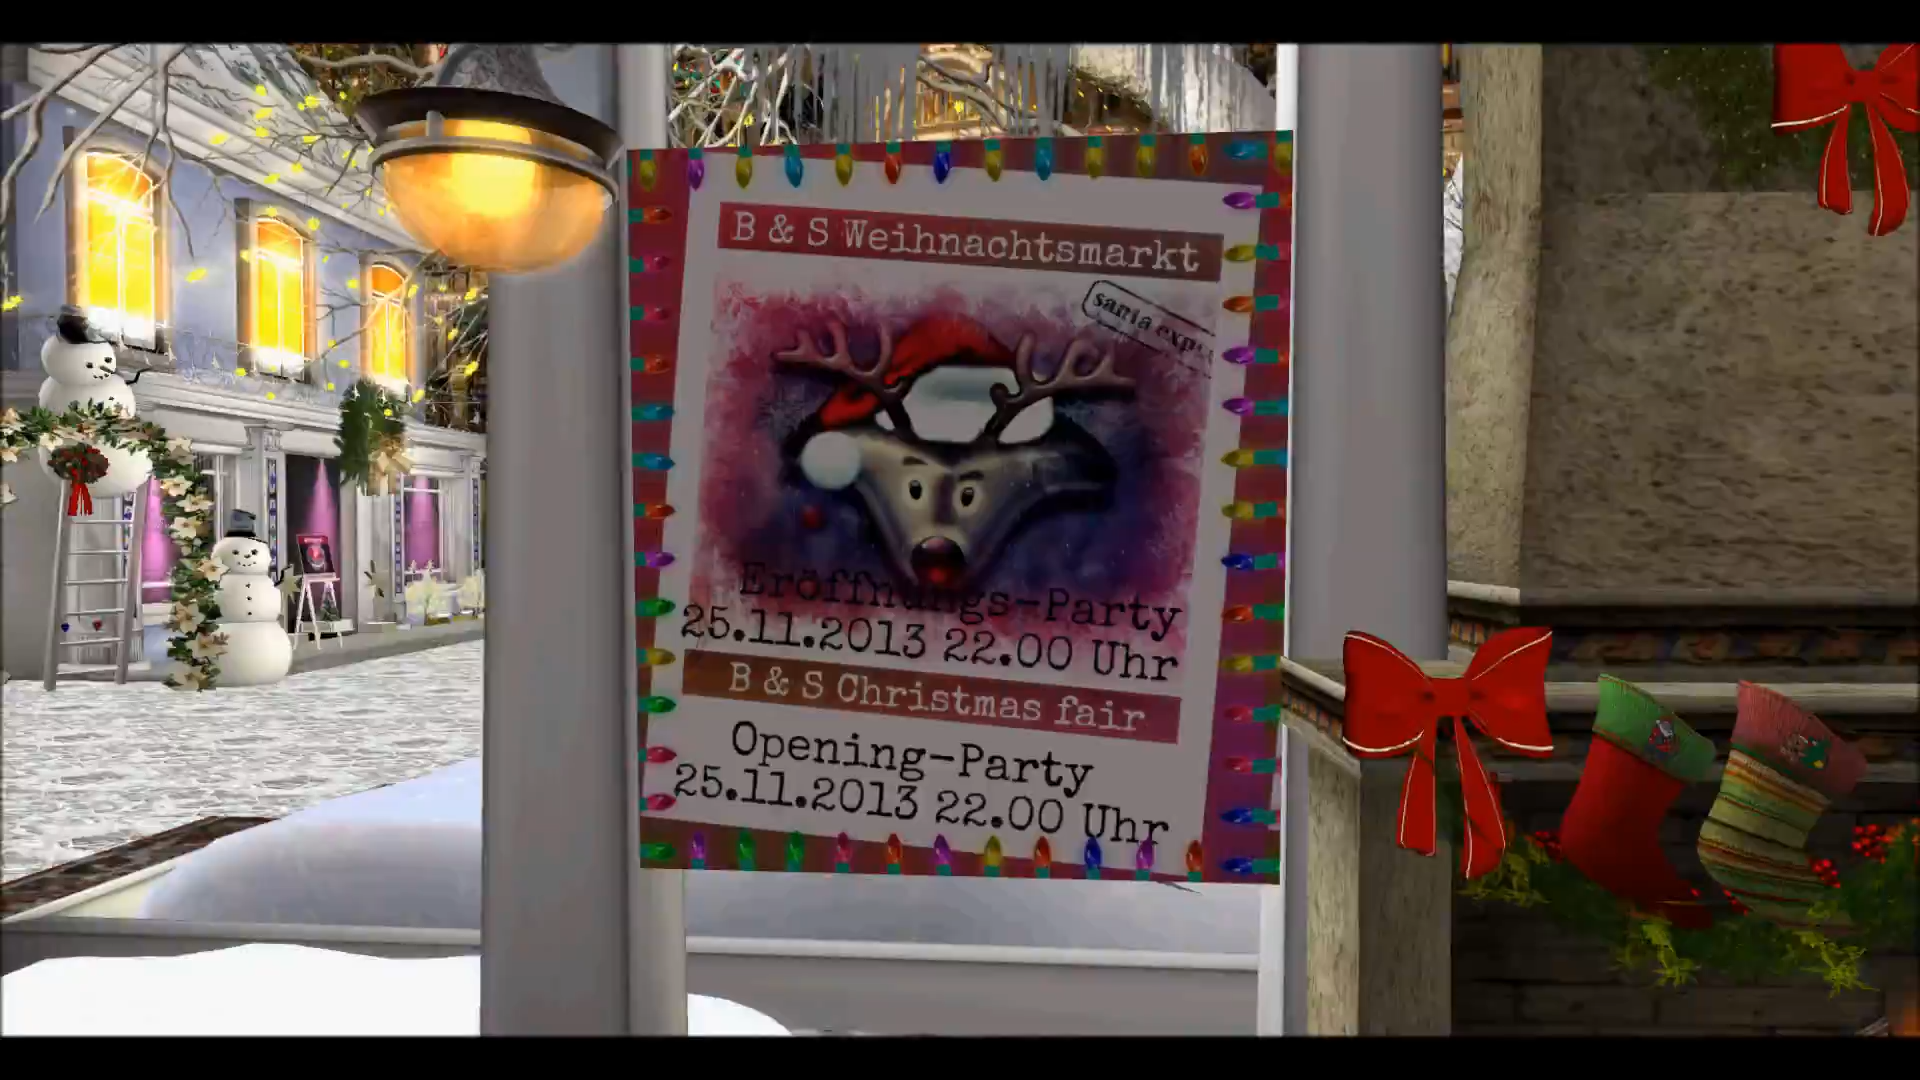 B & S Weihnachtsmarkt
santa
Eröffnungs-Party
25.11.2013 22.00 Uhr
B & S Christmas fair
Opening-Party
25.11.2013 22.00 Uhr